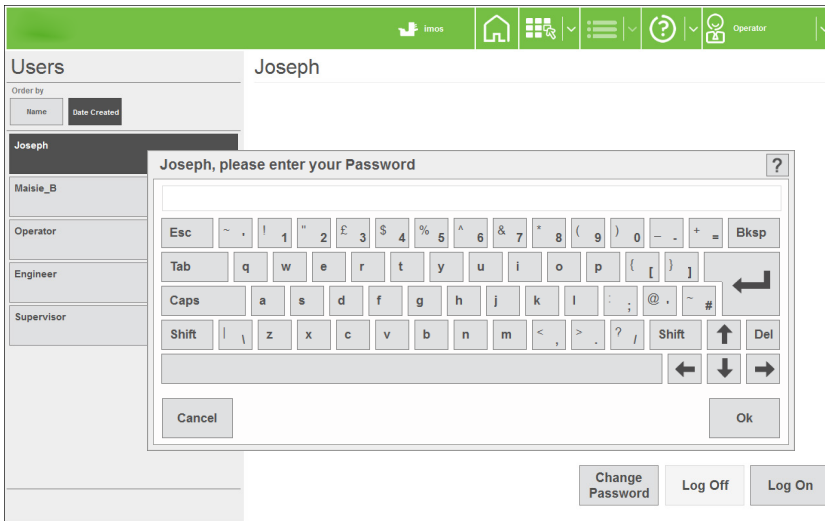 imos
Operator
Users
Joseph
Order by
Name Date Created
Joseph
Maisie_B
Operator
Engineer
Supervisor
Joseph, please enter your Password ?
Esc ~ ' ! 1 " 2 £ 3 $ 4 % 5 ^ 6 & 7 * 8 ( 9 ) 0 _ - + = Bksp
Tab q w e r t y u i o p { [ } ]
Caps a s d f g h j k l : ; @ ' ~ #
Shift | \ z x c v b n m < , > . ? / Shift Del
Cancel Ok
Change
Password
Log Off Log On